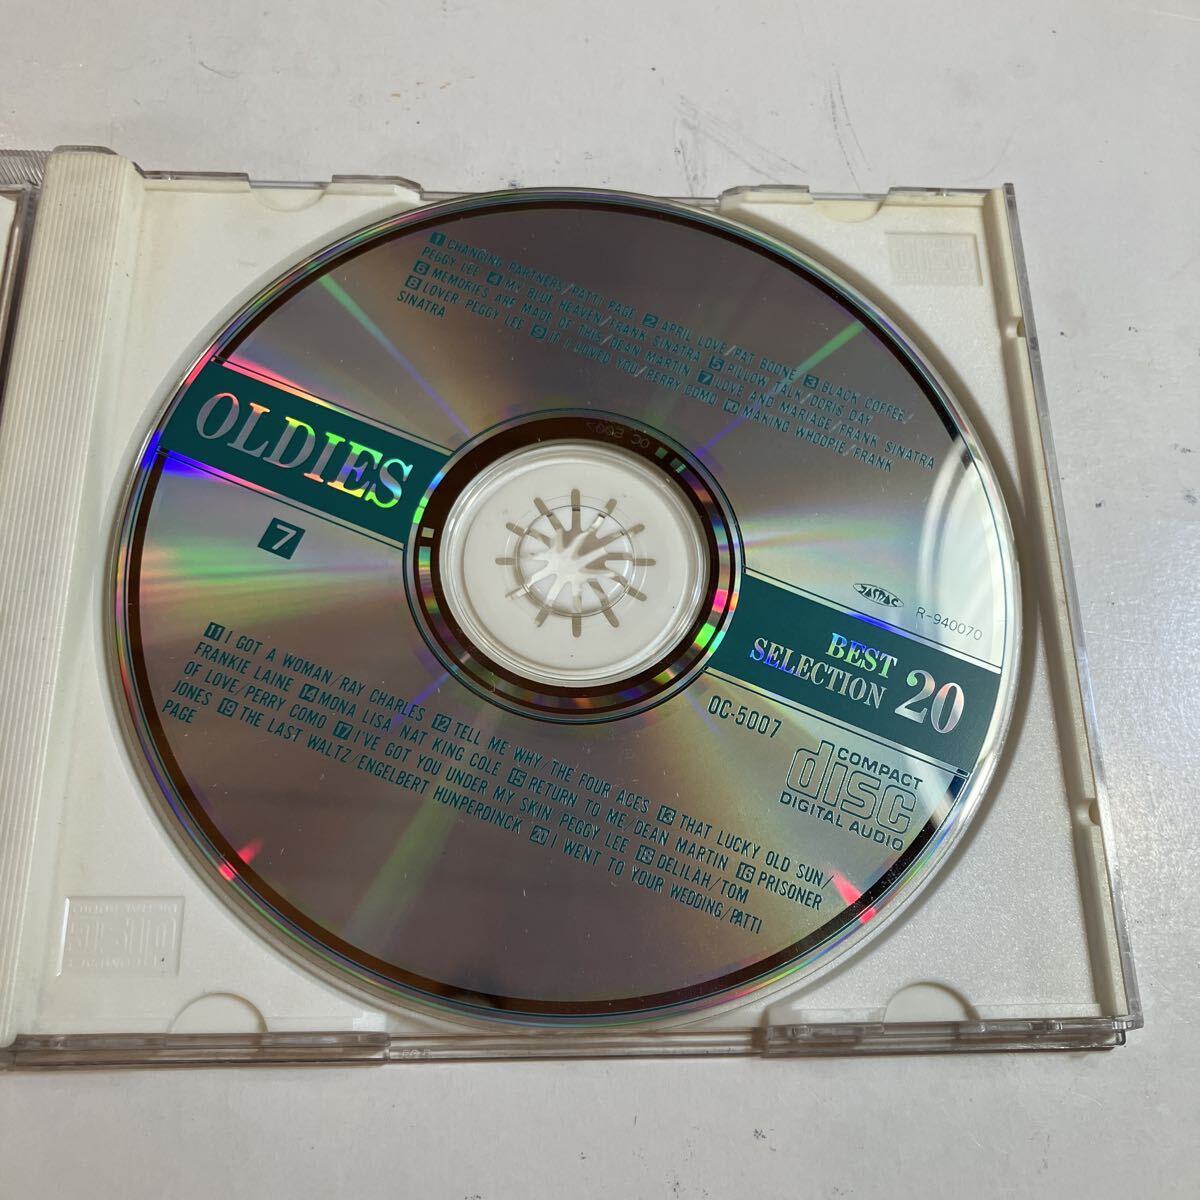 1 CHANGING PARTNERS/PATTI PAGE 2 APRIL LOVE/PAT BOONE 3 BLACK COFFEE/
PEGGY LEE 4 MY BLUE HEAVEN/FRANK SINATRA 5 PILLOW TALK/DORIS DAY
6 MEMORIES ARE MADE OF THIS/DEAN MARTIN 7 LOVE AND MARIAGE/FRANK SINATRA
8 LOVER PEGGY LEE 9 IF I LOVED YOU/PERRY COMO 10 MAKING WHOOPIE/FRANK
SINATRA
OLDIES
7
JASRAC
R-940070
BEST
SELECTION 20
OC-5007
COMPACT
disc
DIGITAL AUDIO
11 I GOT A WOMAN/RAY CHARLES 12 TELL ME WHY/THE FOUR ACES 13 THAT LUCKY OLD SUN/
FRANKIE LAINE 14 MONA LISA NAT KING COLE 15 RETURN TO ME/DEAN MARTIN 16 PRISONER
OF LOVE/PERRY COMO 17 I'VE GOT YOU UNDER MY SKIN PEGGY LEE 18 DELILAH/TOM
JONES 19 THE LAST WALTZ/ENGELBERT HUNPERDINCK 20 I WENT TO YOUR WEDDING/PATTI
PAGE